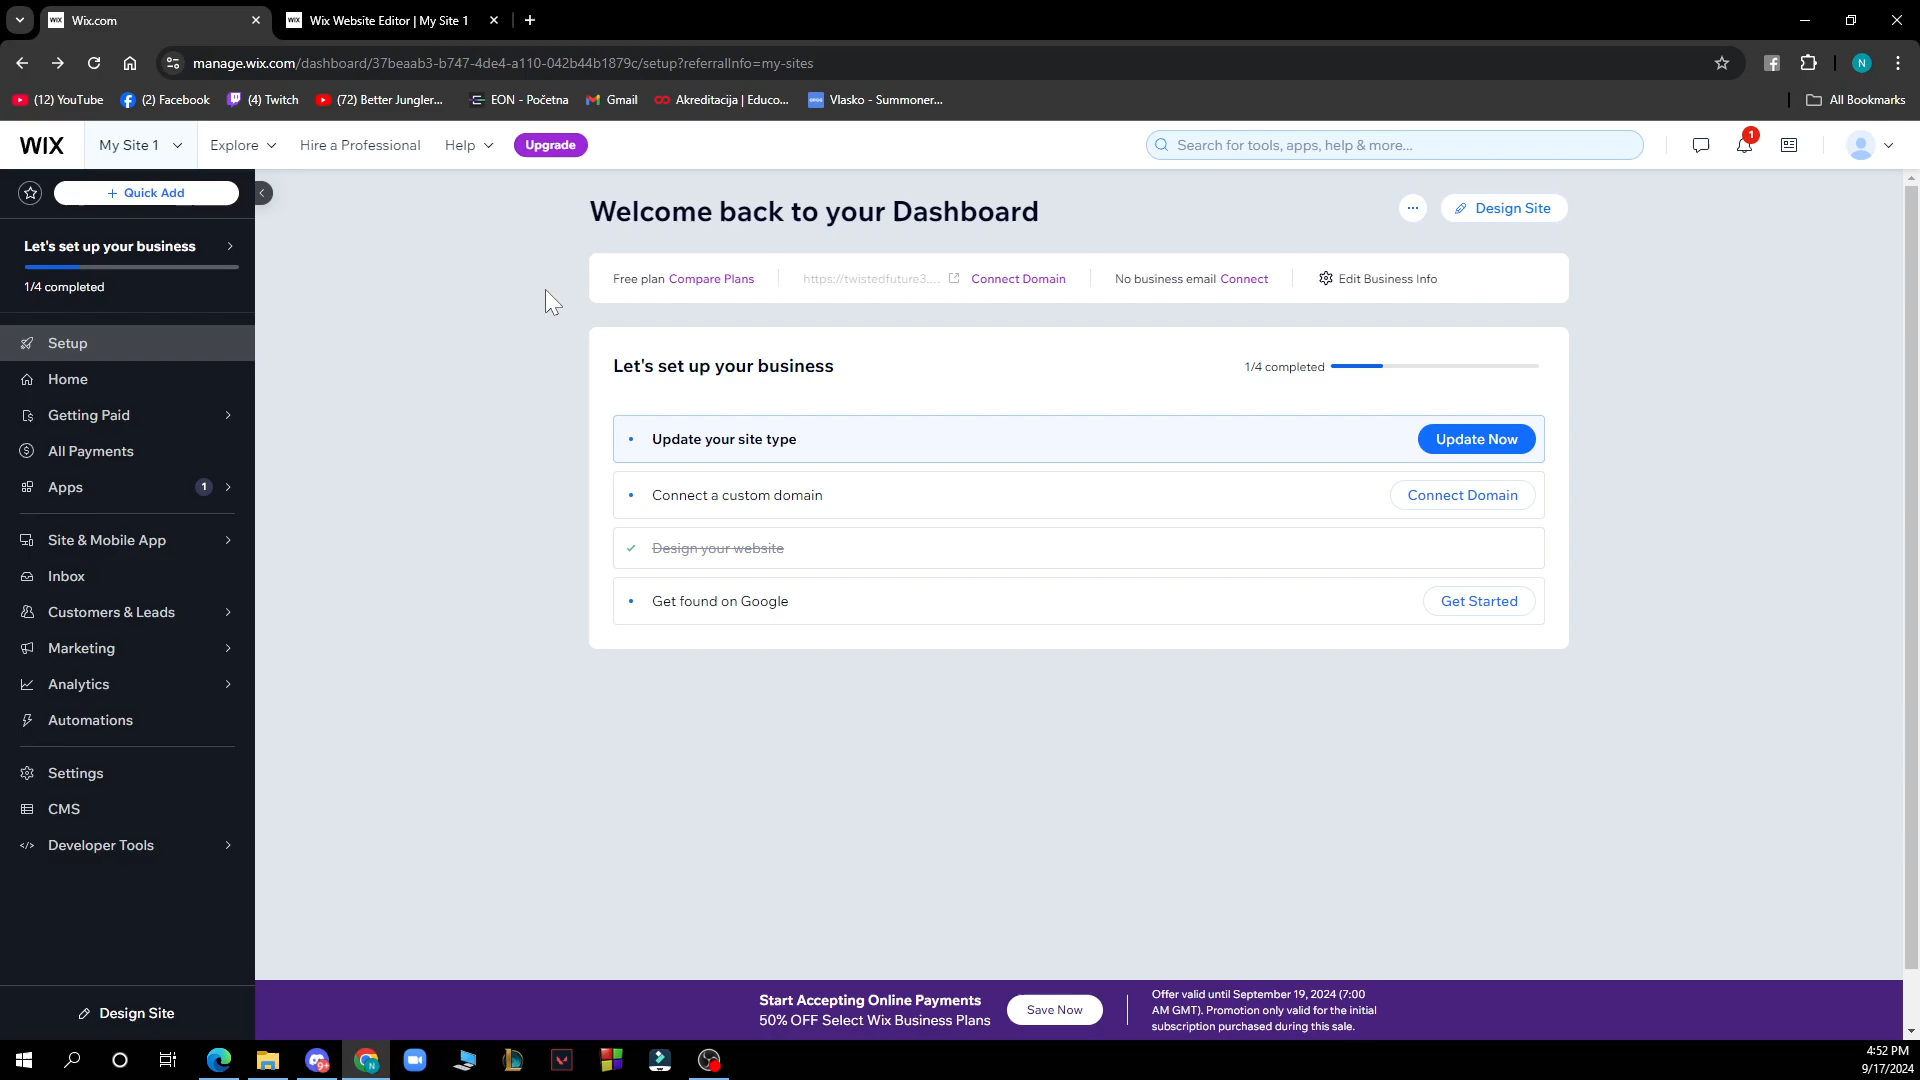 WIX Wix.com
WIX Wix Website Editor | My Site 1
manage.wix.com/dashboard/37beaab3-b747-4de4-a110-042b44b1879c/setup?referralInfo=my-sites
N
(12) YouTube
(2) Facebook
(4) Twitch
(72) Better Jungler...
EON - Početna
Gmail
Akreditacija | Educo...
Vlasko - Summoner...
All Bookmarks
WIX
My Site 1
Explore
Hire a Professional
Help
Upgrade
Search for tools, apps, help & more...
1
+ Quick Add
Let's set up your business
1/4 completed
Setup
Home
Getting Paid
All Payments
Apps 1
Site & Mobile App
Inbox
Customers & Leads
Marketing
Analytics
Automations
Settings
CMS
Developer Tools
Design Site
Welcome back to your Dashboard
...
Design Site
Free plan Compare Plans
https://twistedfuture3.... Connect Domain
No business email Connect
Edit Business Info
Let's set up your business
1/4 completed
Update your site type
Update Now
Connect a custom domain
Connect Domain
Design your website
Get found on Google
Get Started
Start Accepting Online Payments
50% OFF Select Wix Business Plans
Save Now
Offer valid until September 19, 2024 (7:00
AM GMT). Promotion only valid for the initial
subscription purchased during this sale.
9+
N
4:52 PM
9/17/2024